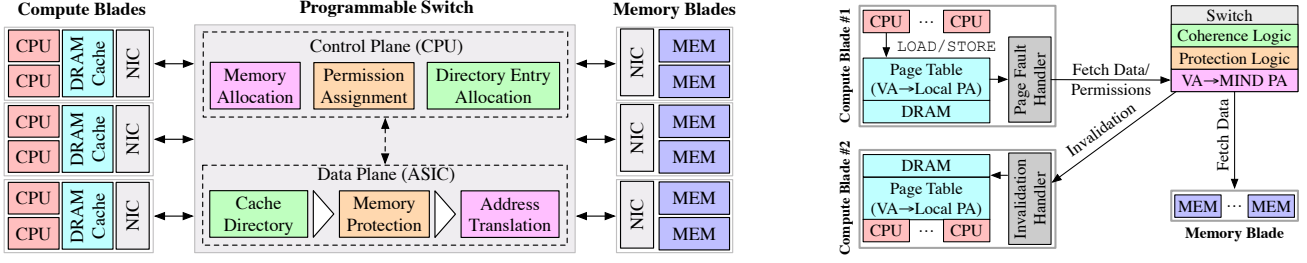 Compute Blades
Programmable Switch
Memory Blades
CPU
CPU
DRAM
Cache
NIC
CPU
CPU
DRAM
Cache
NIC
CPU
CPU
DRAM
Cache
NIC
Control Plane (CPU)
Memory
Allocation
Permission
Assignment
Directory Entry
Allocation
Data Plane (ASIC)
Cache
Directory
Memory
Protection
Address
Translation
NIC
MEM
MEM
NIC
MEM
MEM
NIC
MEM
MEM
Compute Blade #1
CPU ... CPU
LOAD/STORE
Page Table
(VA→Local PA)
DRAM
Page Fault
Handler
Fetch Data/
Permissions
Switch
Coherence Logic
Protection Logic
VA→MIND PA
Invalidation
Fetch Data
Compute Blade #2
DRAM
Page Table
(VA→Local PA)
CPU ... CPU
Invalidation
Handler
MEM ... MEM
Memory Blade